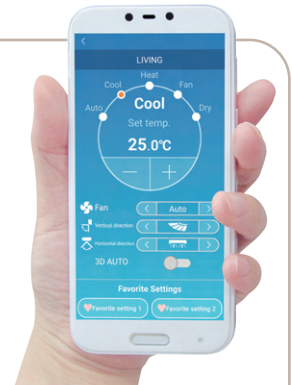 LIVING
Heat
Cool
Fan
Auto
Dry
Cool
Set temp.
25.0°C
Fan
Auto
Vertical direction
Horizontal direction
3D AUTO
Favorite Settings
Favorite setting 1
Favorite setting 2